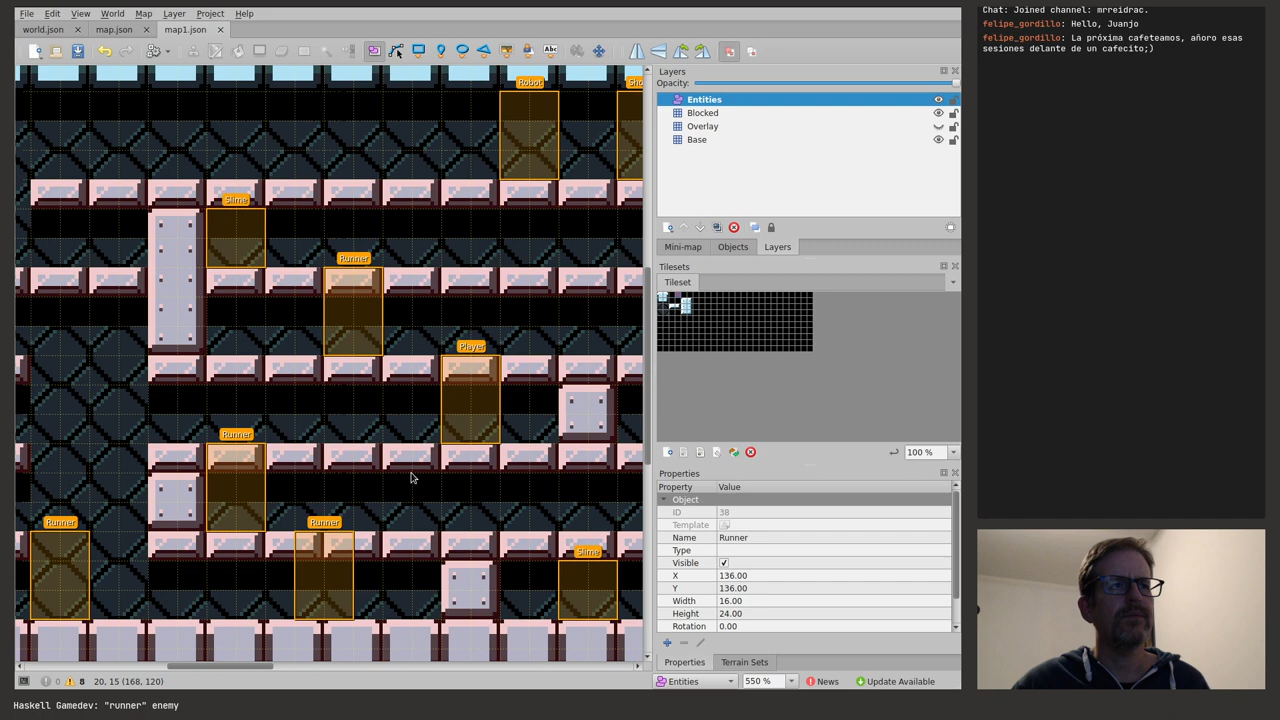 File Edit View World Map Layer Project Help
world.json map.json map1.json
Abc
Robot
Slime
Runner
Player
Runner
Runner
Runner
Slime
0 8 20, 15 (168, 120)
Layers
Opacity:
Entities
Blocked
Overlay
Base
Mini-map Objects Layers
Tilesets
Tileset
100 %
Properties
Property Value
Object
ID 38
Template
Name Runner
Type
Visible
X 136.00
Y 136.00
Width 16.00
Height 24.00
Rotation 0.00
Properties Terrain Sets
Entities 550 % News Update Available
Chat: Joined channel: mrreidrac.
felipe_gordillo: Hello, Juanjo
felipe_gordillo: La próxima cafeteamos, añoro esas
sesiones delante de un cafecito;)
Haskell Gamedev: "runner" enemy